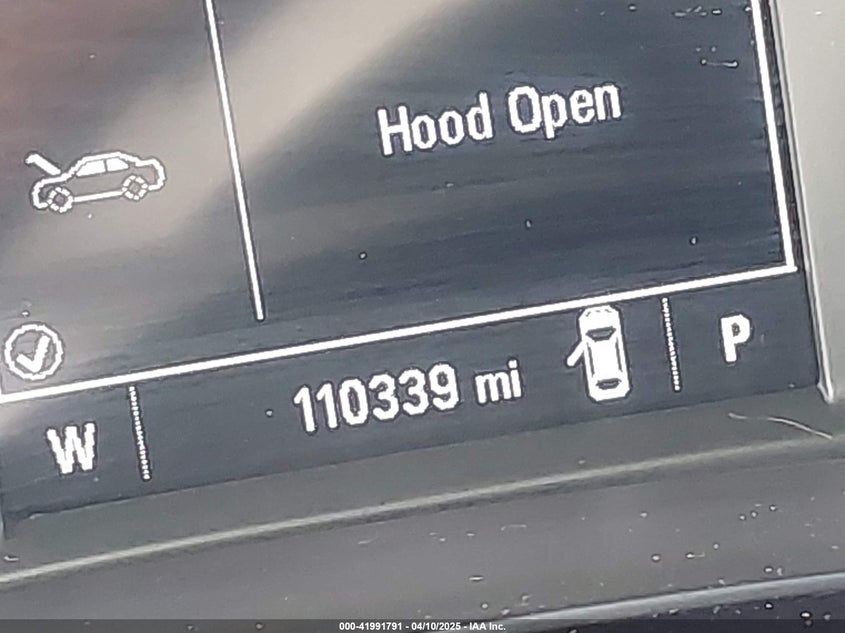 Hood Open
110339 mi
P
W
000-41991791 - 04/10/2025 - IAA Inc.